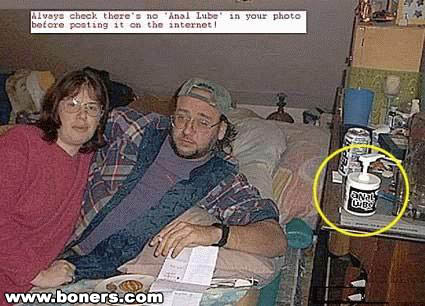 Always check there's no 'Anal Lube' in your photo
before posting it on the internet!
ANAL
LUBE
www.boners.com